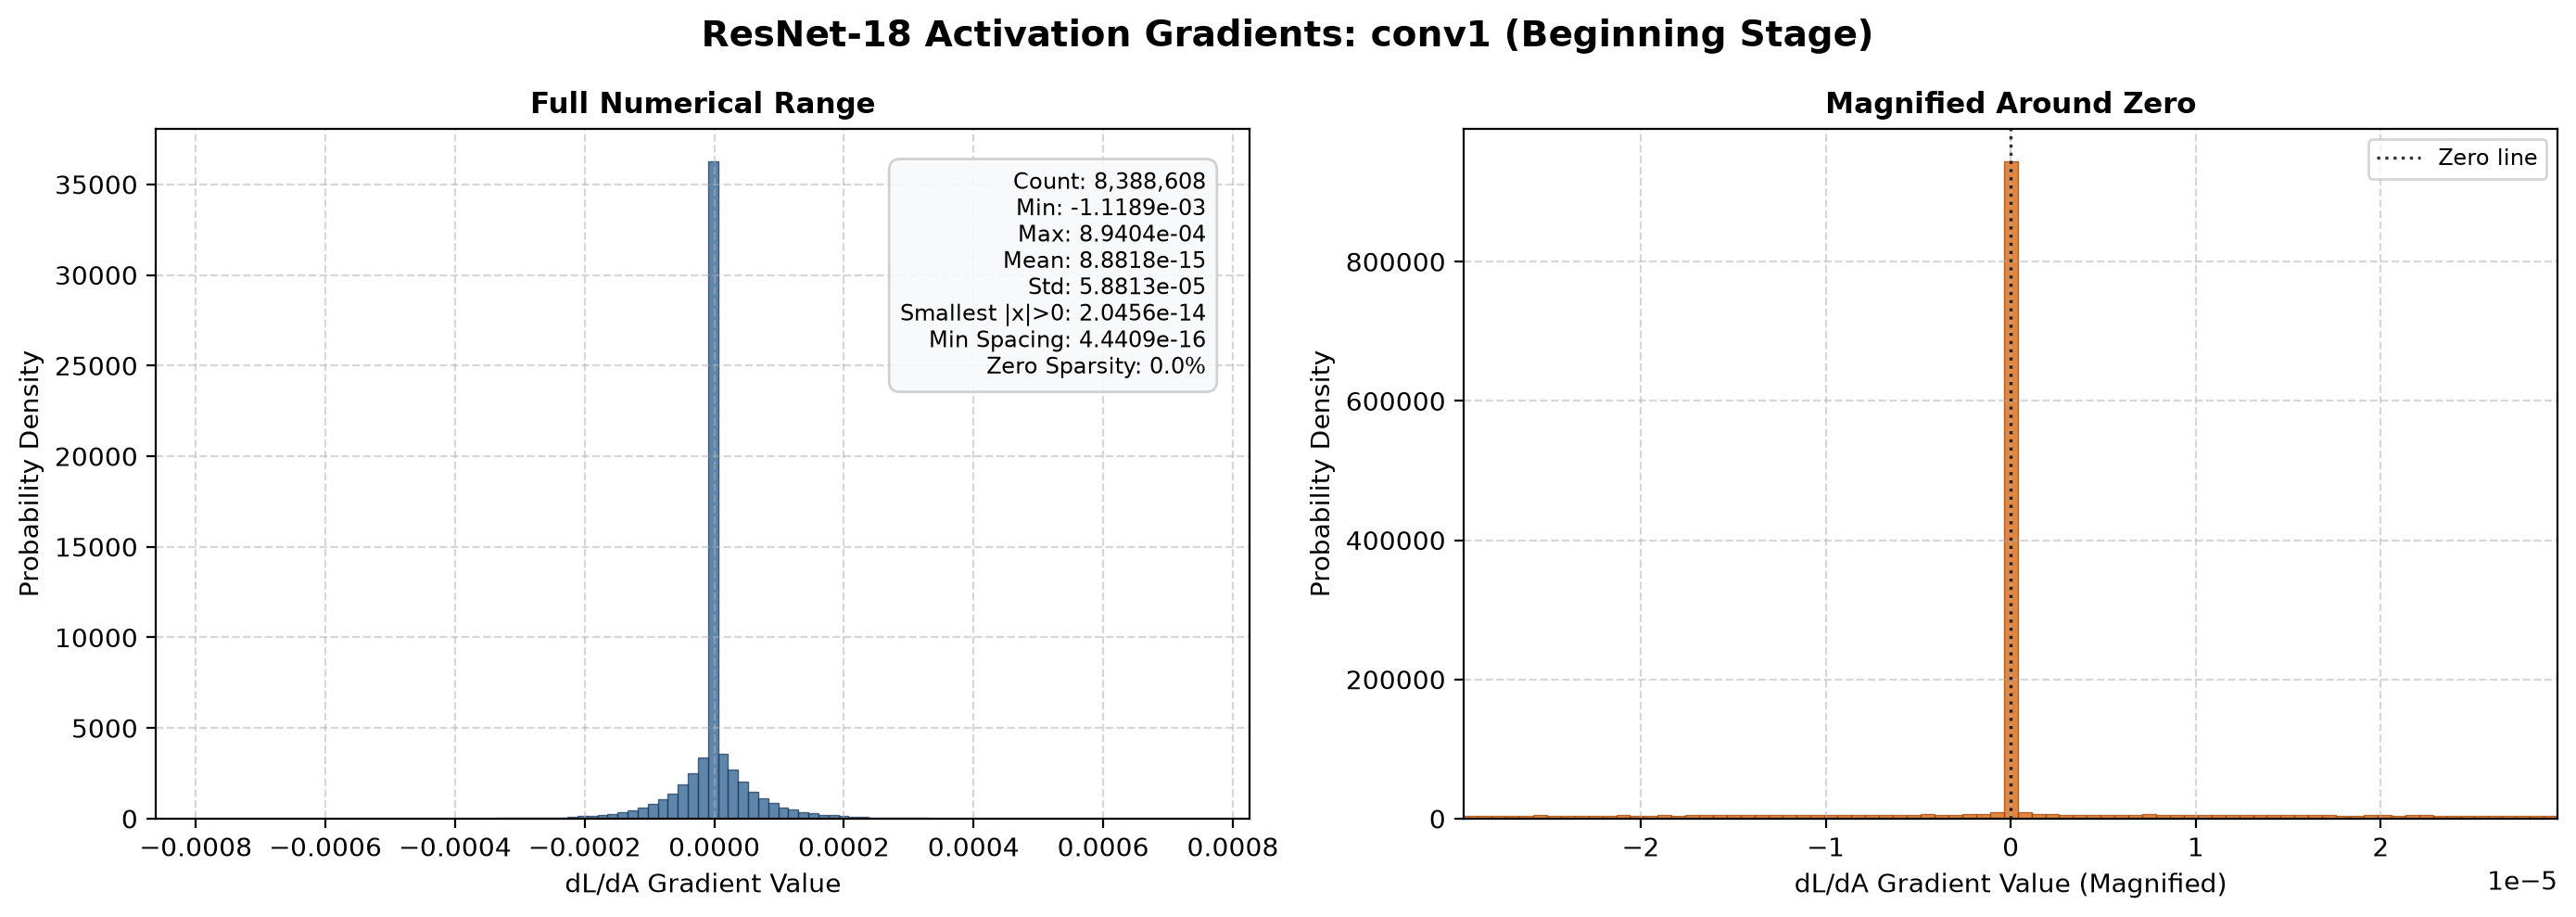 ResNet-18 Activation Gradients: conv1 (Beginning Stage)
Full Numerical Range
35000
30000
25000
20000
15000
10000
5000
0
Probability Density
Count: 8,388,608
Min: -1.1189e-03
Max: 8.9404e-04
Mean: 8.8818e-15
Std: 5.8813e-05
Smallest |x|>0: 2.0456e-14
Min Spacing: 4.4409e-16
Zero Sparsity: 0.0%
−0.0008 −0.0006 −0.0004 −0.0002 0.0000 0.0002 0.0004 0.0006 0.0008
dL/dA Gradient Value
Magnified Around Zero
Zero line
800000
600000
400000
200000
0
Probability Density
−2 −1 0 1 2
1e−5
dL/dA Gradient Value (Magnified)